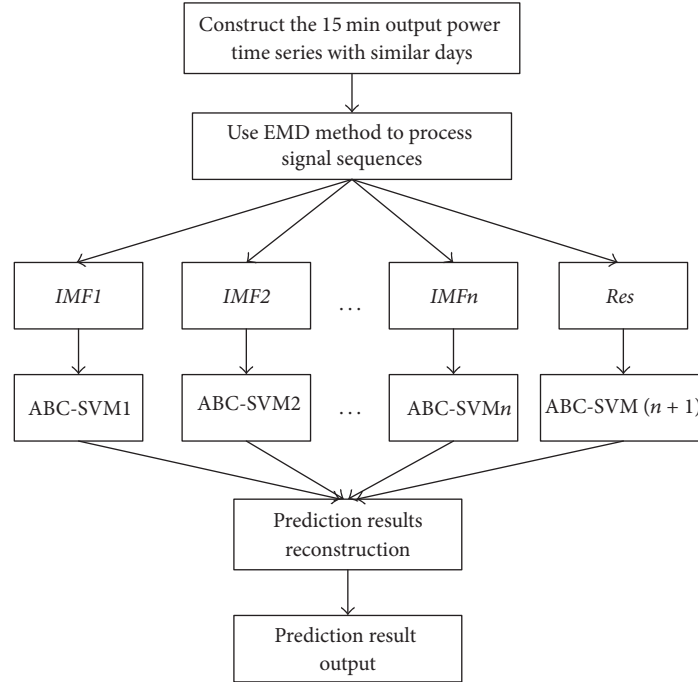 Construct the 15 min output power
time series with similar days
Use EMD method to process
signal sequences
IMF1
IMF2
...
IMFn
Res
ABC-SVM1
ABC-SVM2
...
ABC-SVMn
ABC-SVM (n + 1)
Prediction results
reconstruction
Prediction result
output